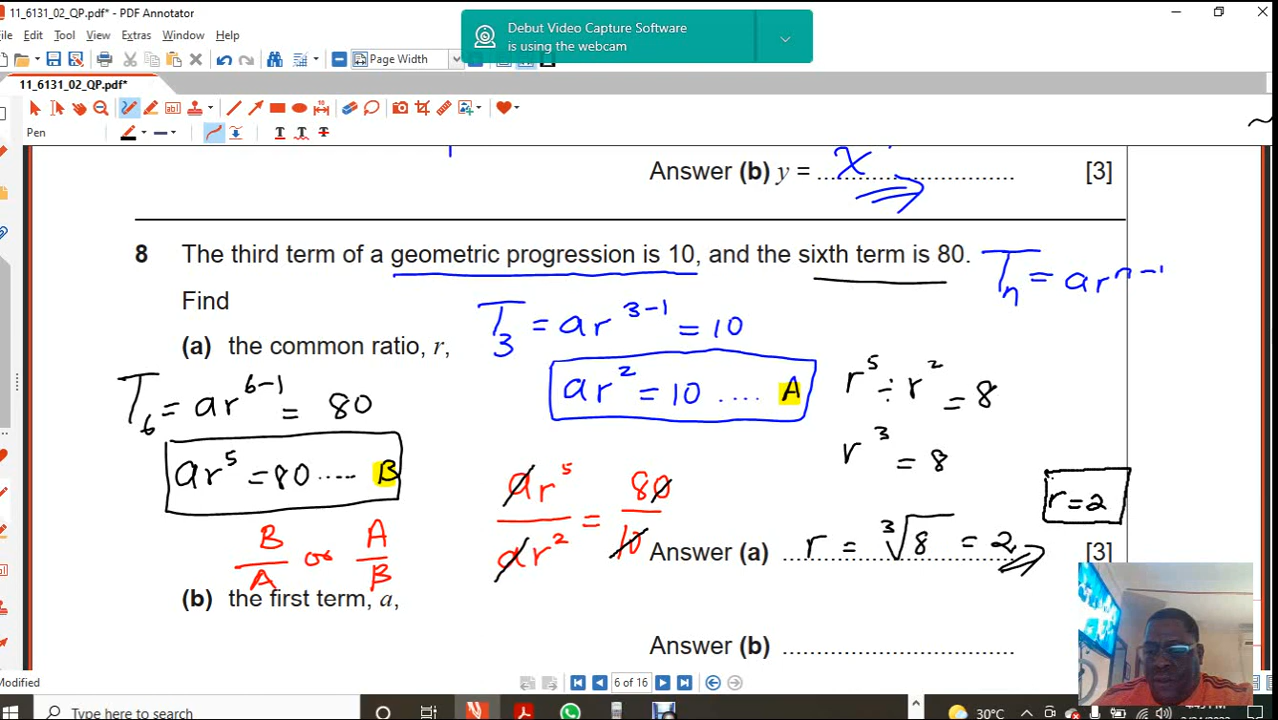 11_6131_02_QP.pdf* - PDF Annotator
Debut Video Capture Software
is using the webcam
ile Edit Tool View Extras Window Help
Page Width
11_6131_02_QP.pdf*
Pen
Answer (b) y = x [3]
8 The third term of a geometric progression is 10, and the sixth term is 80.
Tn = ar^n-1
Find
T3 = ar^3-1 = 10
(a) the common ratio, r,
ar^2 = 10 .... A
r^5 ÷ r^2 = 8
T6 = ar^6-1 = 80
r^3 = 8
ar^5 = 80 .... B
ar^5/ar^2 = 80/10
r = 2
B/A or A/B
Answer (a) r = ∛8 = 2 [3]
(b) the first term, a,
Answer (b) ..................................
Modified
6 of 16
Type here to search
30°C